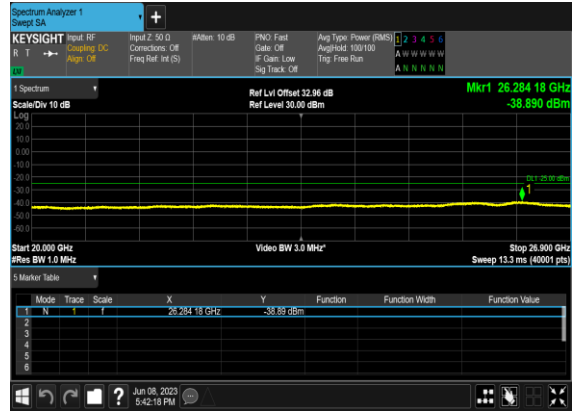 Spectrum Analyzer 1
Swept SA
+
KEYSIGHT Input: RF Input Z: 50 Ω #Atten: 10 dB PNO: Fast Avg Type: Power (RMS) 1 2 3 4 5 6
R T Coupling: DC Corrections: Off Gate: Off Avg|Hold: 100/100 A W W W W W
Align: Off Freq Ref: Int (S) IF Gain: Low Trig: Free Run
Sig Track: Off A N N N N N
1 Spectrum Ref Lvl Offset 32.96 dB Mkr1 26.284 18 GHz
Scale/Div 10 dB Ref Level 30.00 dBm -38.890 dBm
Log
20.0
10.0
0.00
-10.0
-20.0
DL1 -25.00 dBm
-30.0
1
-40.0
-50.0
-60.0
Start 20.000 GHz Video BW 3.0 MHz* Stop 26.900 GHz
#Res BW 1.0 MHz Sweep 13.3 ms (40001 pts)
5 Marker Table
Mode Trace Scale X Y Function Function Width Function Value
1 N 1 f 26.284 18 GHz -38.89 dBm
2
3
4
5
6
? Jun 08, 2023
5:42:18 PM